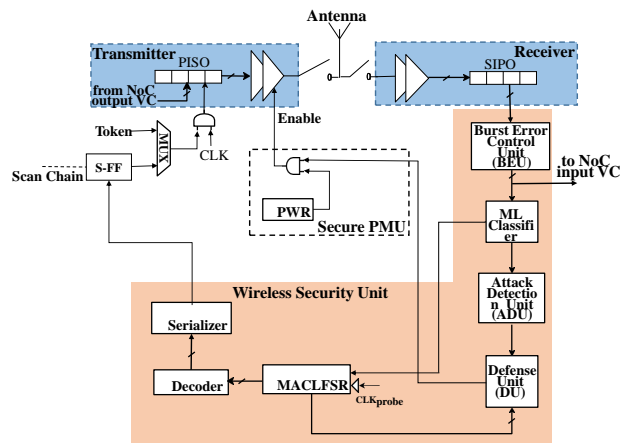 Antenna
Transmitter
Receiver
PISO
SIPO
from NoC
output VC
Enable
Token
MUX
CLK
S-FF
Scan Chain
PWR
Secure PMU
Burst Error
Control
Unit
(BEU)
to NoC
input VC
ML
Classifi
er
Attack
Detectio
n Unit
(ADU)
Wireless Security Unit
Serializer
Decoder
MACLFSR
CLKprobe
Defense
Unit
(DU)